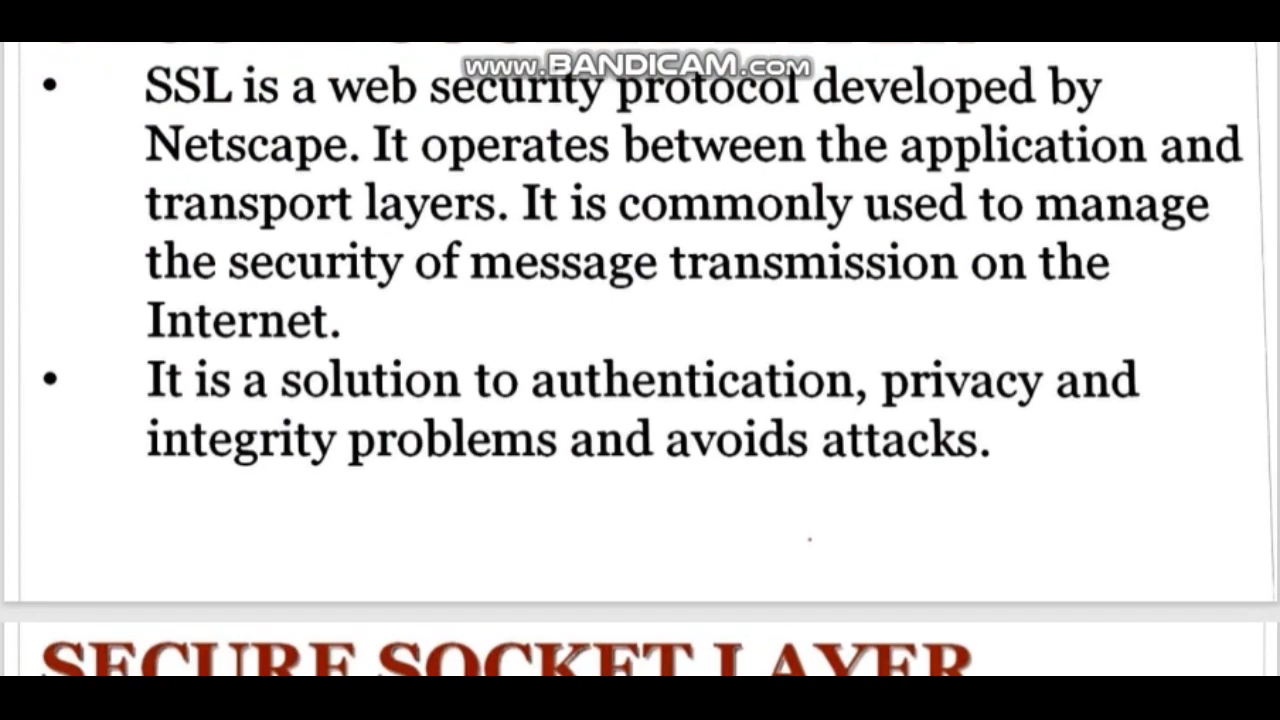 www.BANDICAM.com
• SSL is a web security protocol developed by
Netscape. It operates between the application and
transport layers. It is commonly used to manage
the security of message transmission on the
Internet.
• It is a solution to authentication, privacy and
integrity problems and avoids attacks.
SECURE SOCKET LAYER